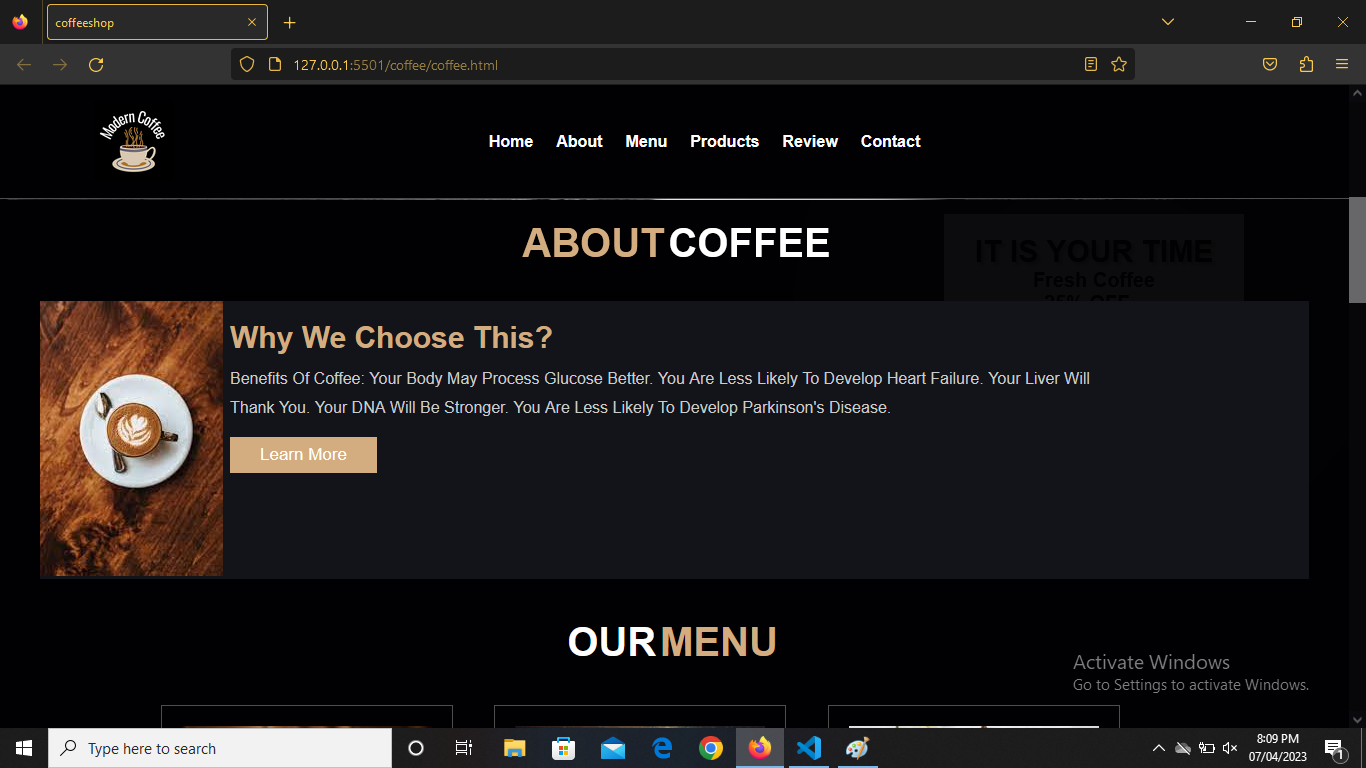 coffeeshop
127.0.0.1:5501/coffee/coffee.html
Modern Coffee
Home About Menu Products Review Contact
ABOUT COFFEE
IT IS YOUR TIME
Fresh Coffee
25% OFF
Why We Choose This?
Benefits Of Coffee: Your Body May Process Glucose Better. You Are Less Likely To Develop Heart Failure. Your Liver Will
Thank You. Your DNA Will Be Stronger. You Are Less Likely To Develop Parkinson's Disease.
Learn More
OUR MENU
Activate Windows
Go to Settings to activate Windows.
Type here to search
8:09 PM
07/04/2023
1